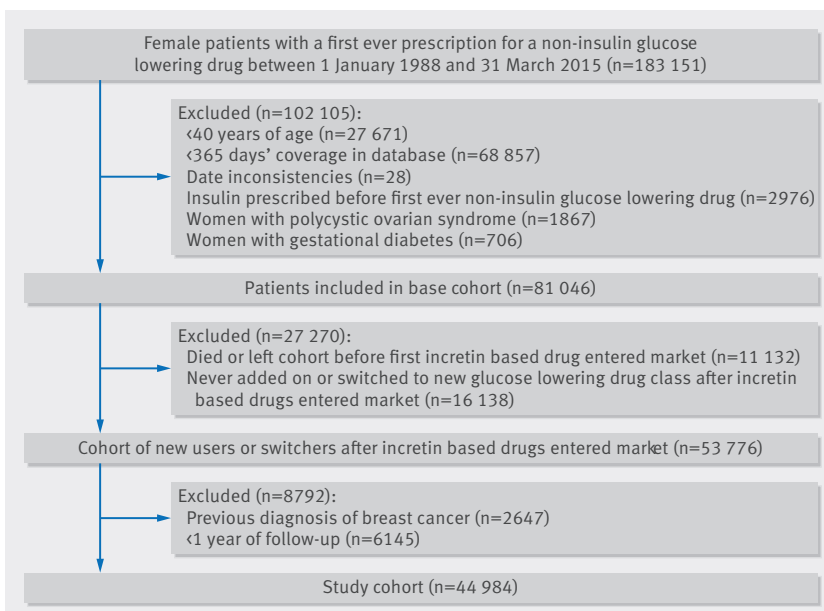 Female patients with a first ever prescription for a non-insulin glucose
lowering drug between 1 January 1988 and 31 March 2015 (n=183 151)
Excluded (n=102 105):
<40 years of age (n=27 671)
<365 days' coverage in database (n=68 857)
Date inconsistencies (n=28)
Insulin prescribed before first ever non-insulin glucose lowering drug (n=2976)
Women with polycystic ovarian syndrome (n=1867)
Women with gestational diabetes (n=706)
Patients included in base cohort (n=81 046)
Excluded (n=27 270):
Died or left cohort before first incretin based drug entered market (n=11 132)
Never added on or switched to new glucose lowering drug class after incretin
based drugs entered market (n=16 138)
Cohort of new users or switchers after incretin based drugs entered market (n=53 776)
Excluded (n=8792):
Previous diagnosis of breast cancer (n=2647)
<1 year of follow-up (n=6145)
Study cohort (n=44 984)